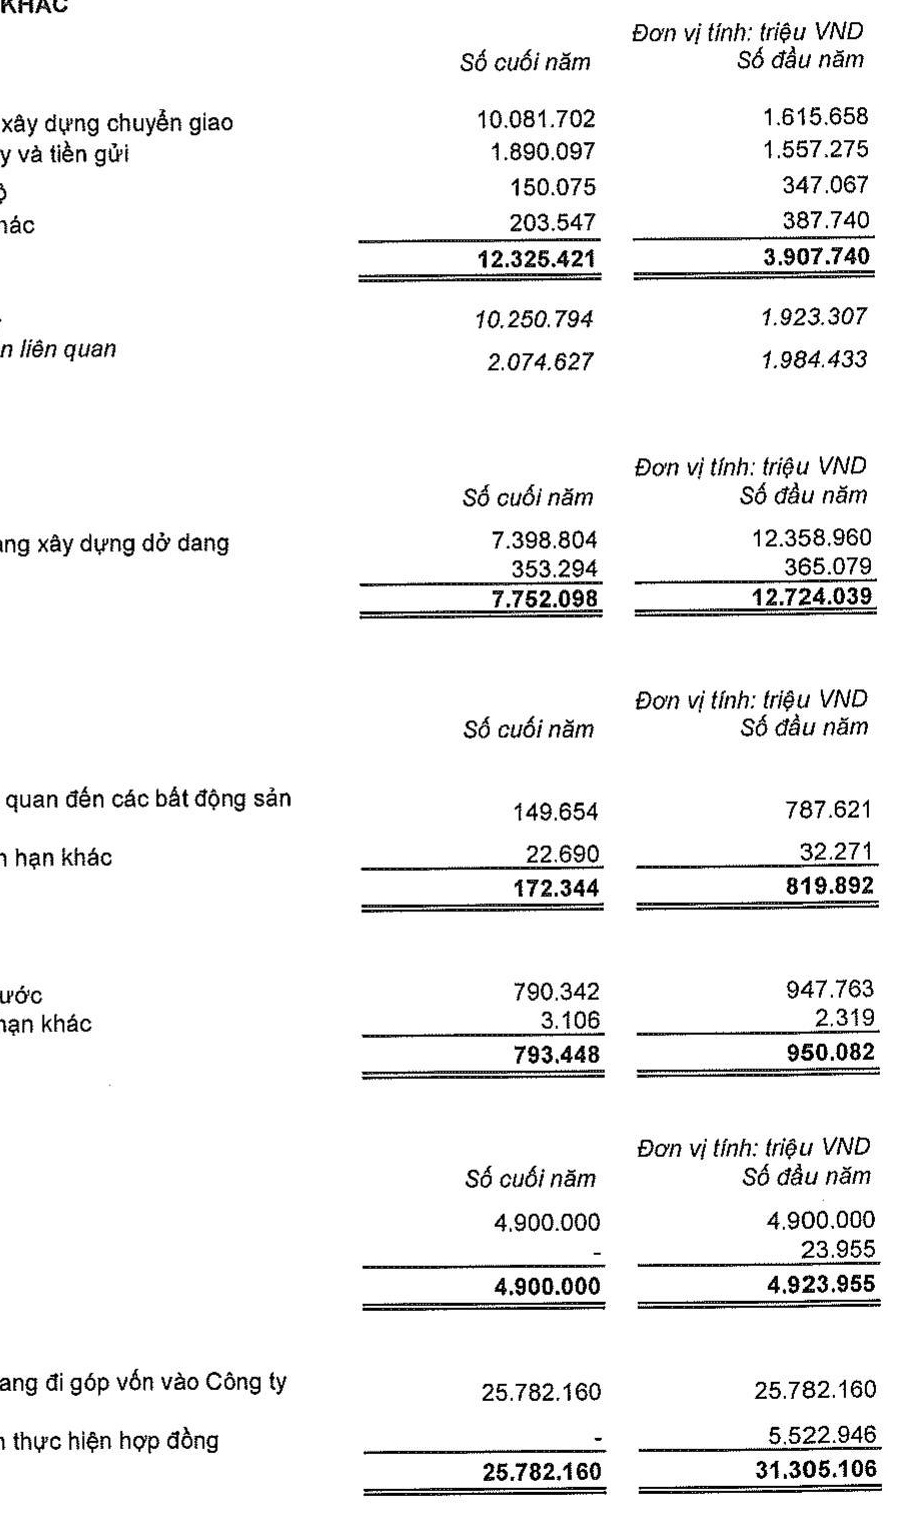 KHÁC
Đơn vị tính: triệu VND
Số cuối năm Số đầu năm
xây dựng chuyển giao 10.081.702 1.615.658
y và tiền gửi 1.890.097 1.557.275
ộ 150.075 347.067
hác 203.547 387.740
12.325.421 3.907.740
10.250.794 1.923.307
n liên quan 2.074.627 1.984.433
Đơn vị tính: triệu VND
Số cuối năm Số đầu năm
ang xây dựng dở dang 7.398.804 12.358.960
353.294 365.079
7.752.098 12.724.039
Đơn vị tính: triệu VND
Số cuối năm Số đầu năm
quan đến các bất động sản 149.654 787.621
n hạn khác 22.690 32.271
172.344 819.892
ước 790.342 947.763
hạn khác 3.106 2.319
793.448 950.082
Đơn vị tính: triệu VND
Số cuối năm Số đầu năm
4.900.000 4.900.000
- 23.955
4.900.000 4.923.955
ang đi góp vốn vào Công ty 25.782.160 25.782.160
n thực hiện hợp đồng - 5.522.946
25.782.160 31.305.106